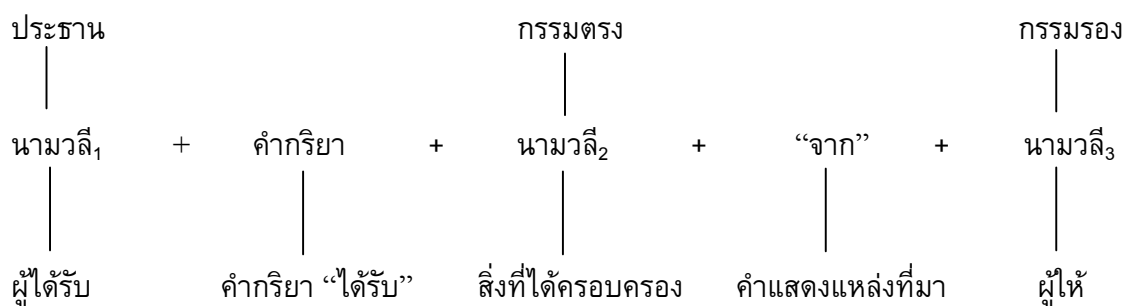 ประธาน กรรมตรง กรรมรอง
นามวลี₁ + คำกริยา + นามวลี₂ + “จาก” + นามวลี₃
ผู้ได้รับ คำกริยา “ได้รับ” สิ่งที่ได้ครอบครอง คำแสดงแหล่งที่มา ผู้ให้